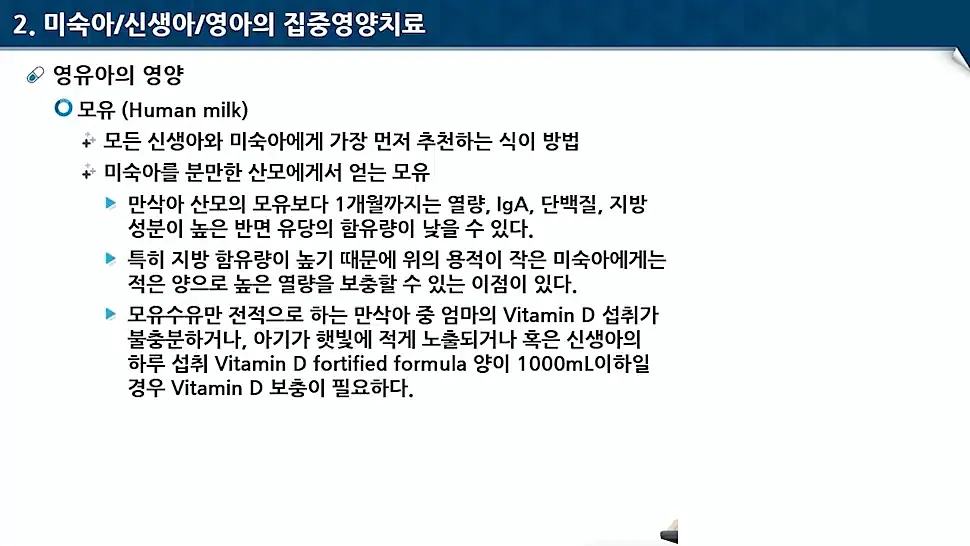 2. 미숙아/신생아/영아의 집중영양치료
영유아의 영양
모유 (Human milk)
모든 신생아와 미숙아에게 가장 먼저 추천하는 식이 방법
미숙아를 분만한 산모에게서 얻는 모유
만삭아 산모의 모유보다 1개월까지는 열량, IgA, 단백질, 지방
성분이 높은 반면 유당의 함유량이 낮을 수 있다.
특히 지방 함유량이 높기 때문에 위의 용적이 작은 미숙아에게는
적은 양으로 높은 열량을 보충할 수 있는 이점이 있다.
모유수유만 전적으로 하는 만삭아 중 엄마의 Vitamin D 섭취가
불충분하거나, 아기가 햇빛에 적게 노출되거나 혹은 신생아의
하루 섭취 Vitamin D fortified formula 양이 1000mL이하일
경우 Vitamin D 보충이 필요하다.